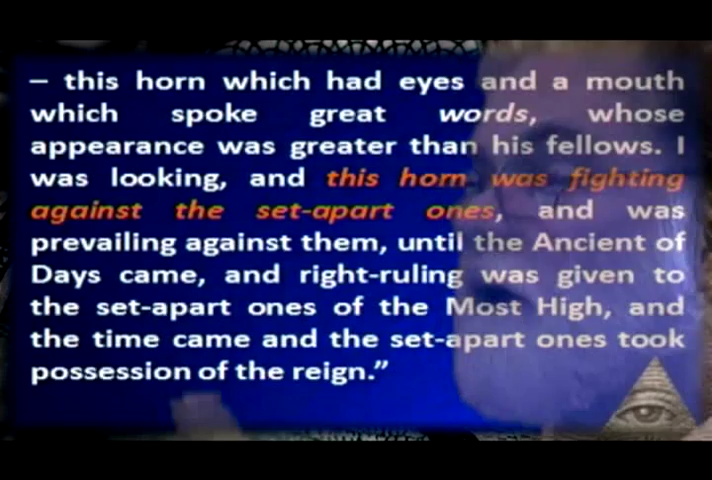 – this horn which had eyes and a mouth
which spoke great words, whose
appearance was greater than his fellows. I
was looking, and this horn was fighting
against the set-apart ones, and was
prevailing against them, until the Ancient of
Days came, and right-ruling was given to
the set-apart ones of the Most High, and
the time came and the set-apart ones took
possession of the reign.”